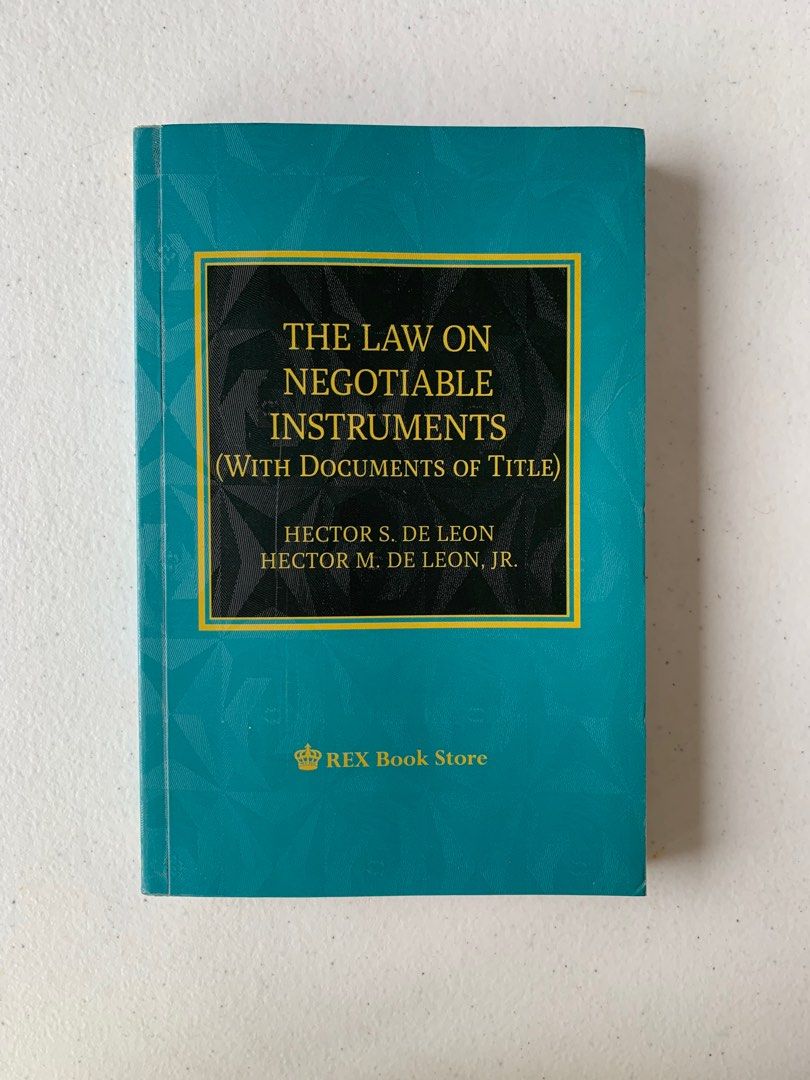 THE LAW ON
NEGOTIABLE
INSTRUMENTS
(WITH DOCUMENTS OF TITLE)
HECTOR S. DE LEON
HECTOR M. DE LEON, JR.
REX Book Store